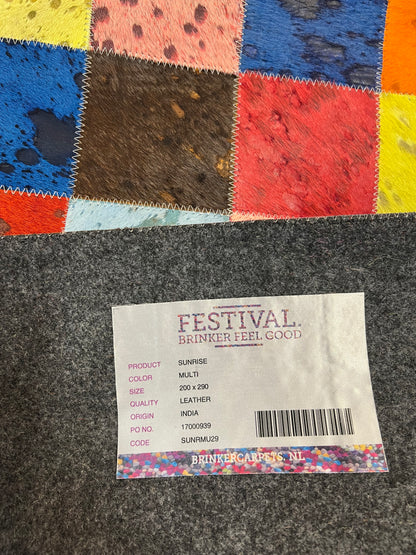 FESTIVAL.
BRINKER FEEL GOOD
PRODUCT SUNRISE
COLOR MULTI
SIZE 200 x 290
QUALITY LEATHER
ORIGIN INDIA
PO NO. 17000939
CODE SUNRMU29
BRINKERCARPETS. NL